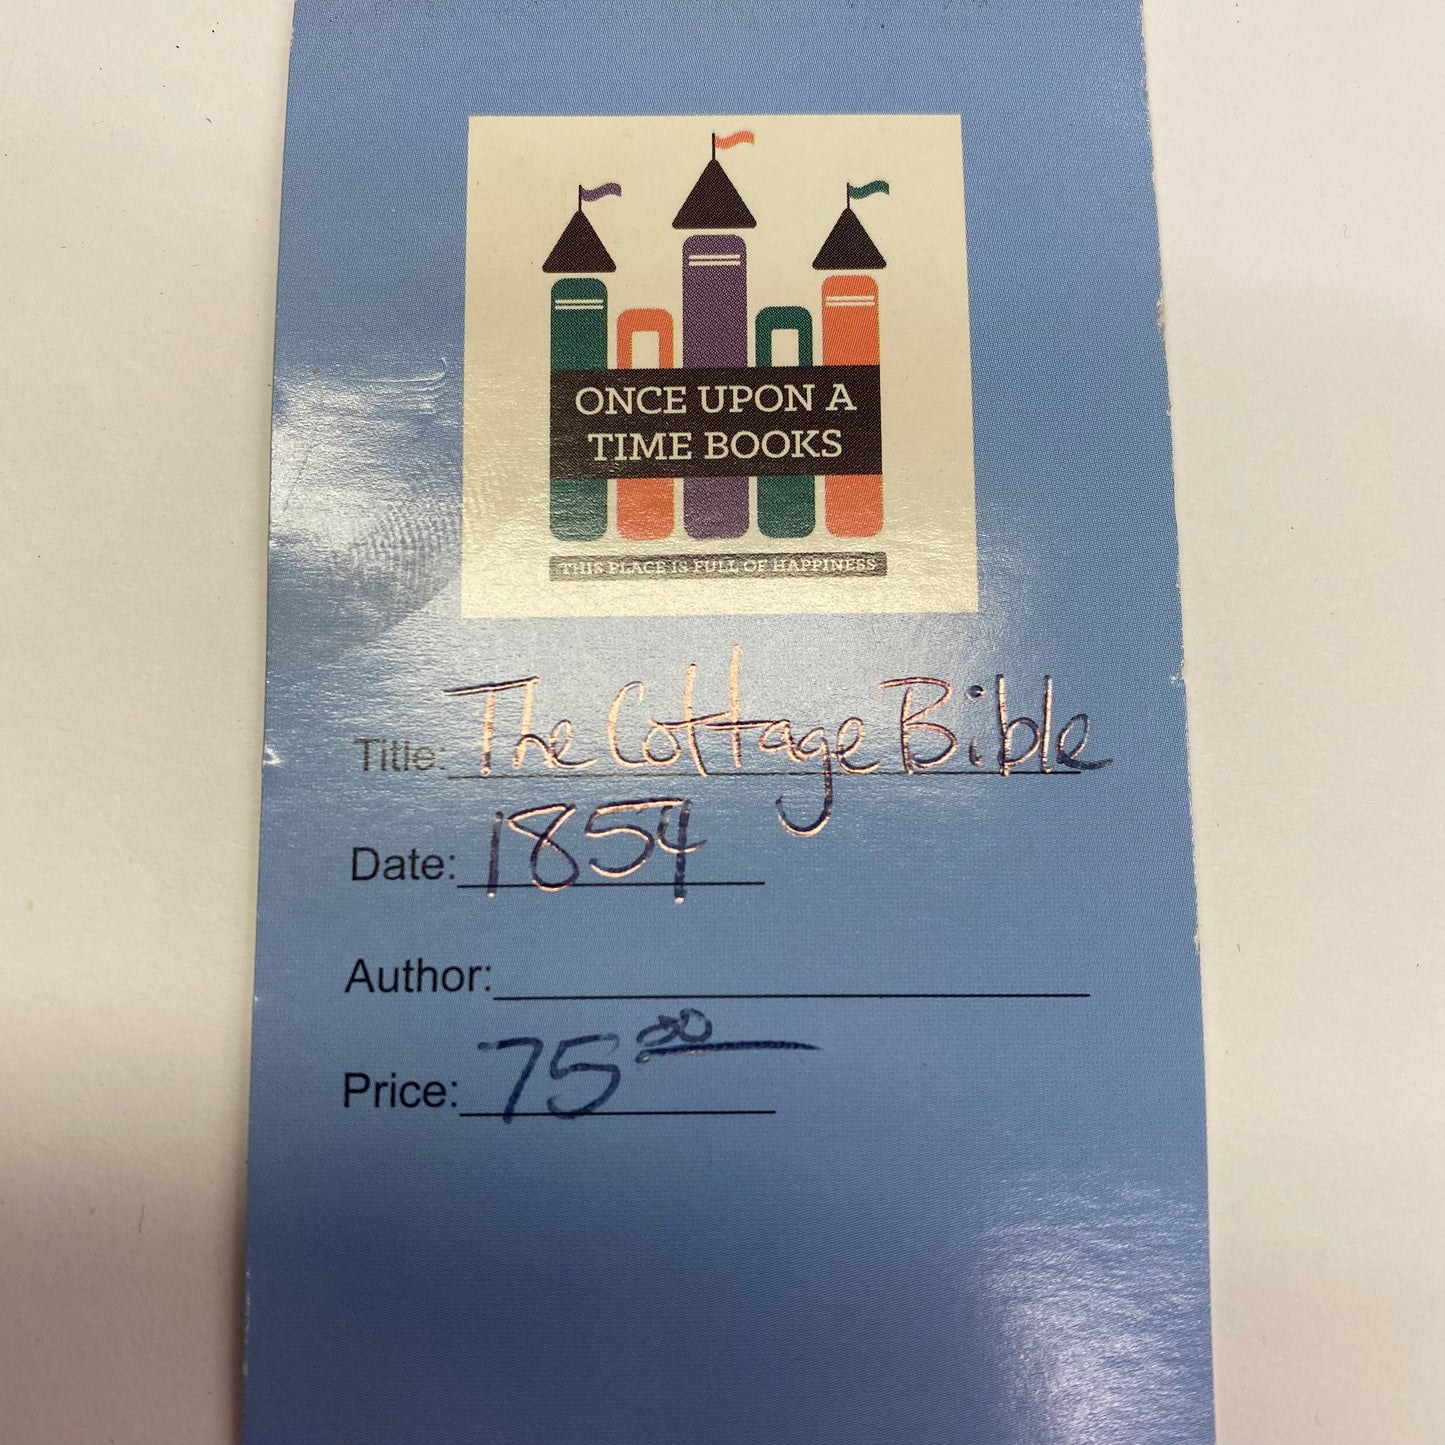 ONCE UPON A
TIME BOOKS
THIS PLACE IS FULL OF HAPPINESS
Title: The Cottage Bible
Date: 1854
Author:
Price: 75 00